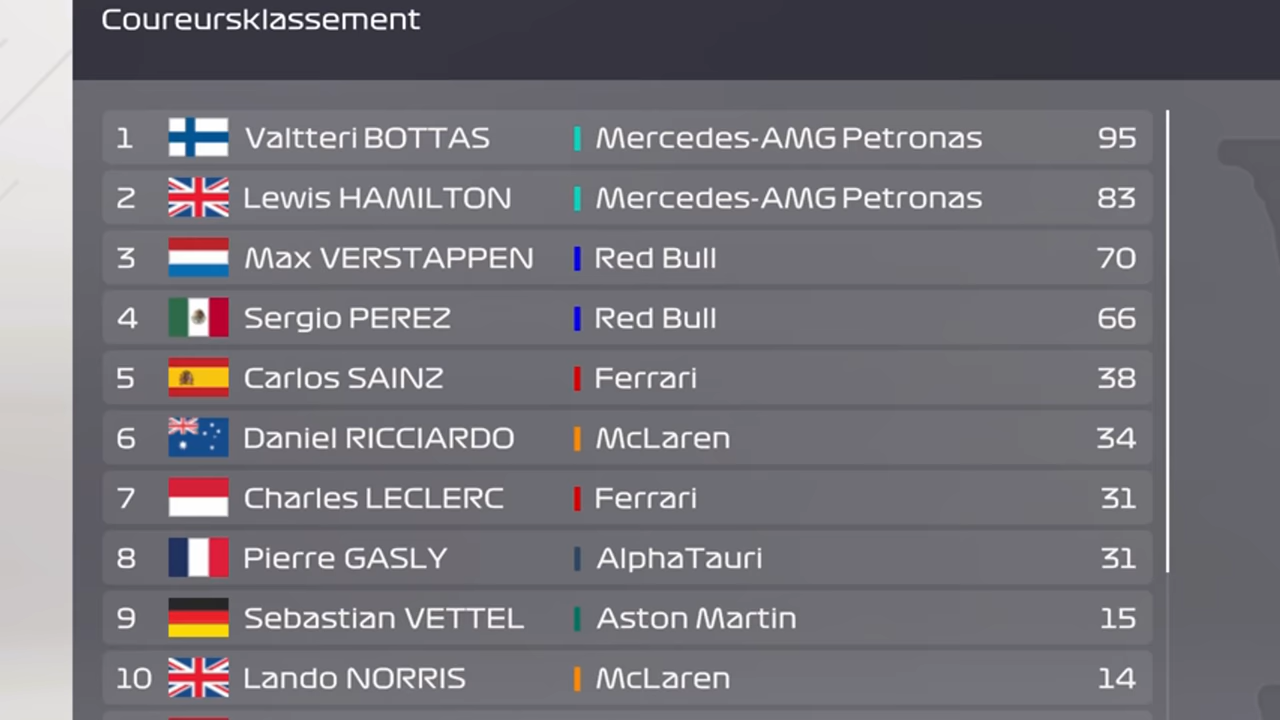 Coureursklassement
1 Valtteri BOTTAS Mercedes-AMG Petronas 95
2 Lewis HAMILTON Mercedes-AMG Petronas 83
3 Max VERSTAPPEN Red Bull 70
4 Sergio PEREZ Red Bull 66
5 Carlos SAINZ Ferrari 38
6 Daniel RICCIARDO McLaren 34
7 Charles LECLERC Ferrari 31
8 Pierre GASLY AlphaTauri 31
9 Sebastian VETTEL Aston Martin 15
10 Lando NORRIS McLaren 14